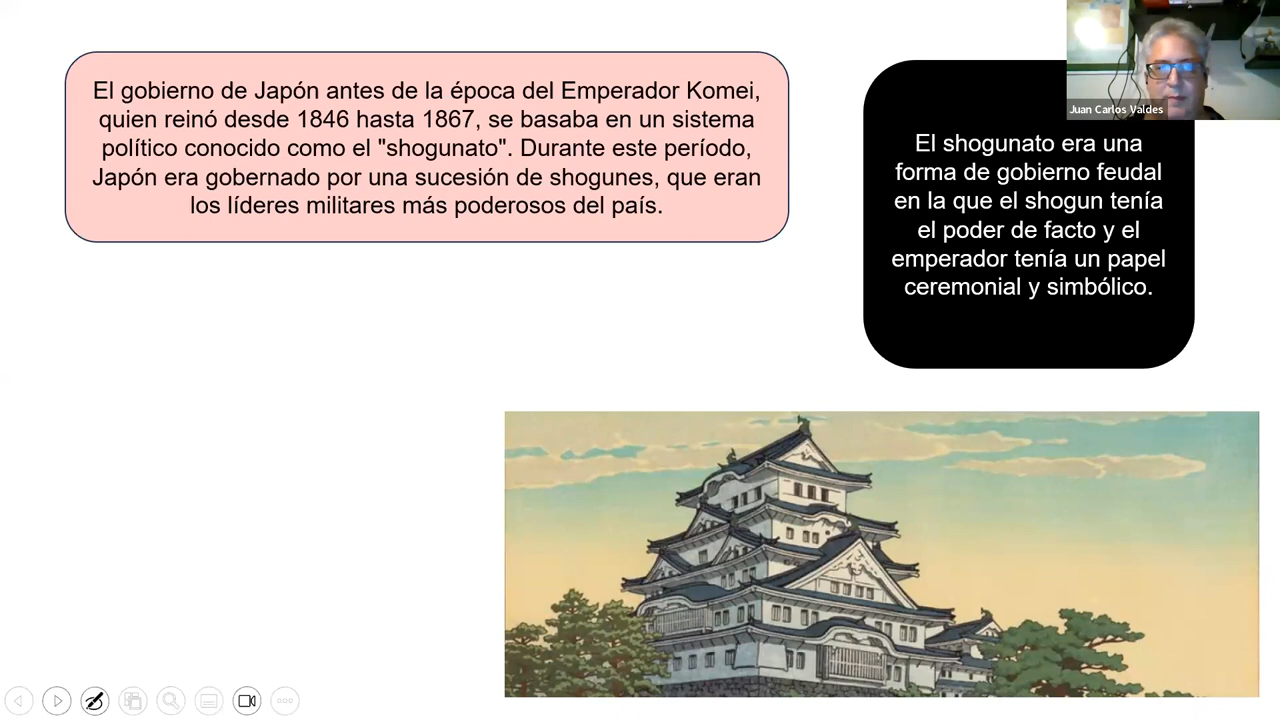 El gobierno de Japón antes de la época del Emperador Komei,
quien reinó desde 1846 hasta 1867, se basaba en un sistema
político conocido como el "shogunato". Durante este período,
Japón era gobernado por una sucesión de shogunes, que eran
los líderes militares más poderosos del país.
Juan Carlos Valdes
El shogunato era una
forma de gobierno feudal
en la que el shogun tenía
el poder de facto y el
emperador tenía un papel
ceremonial y simbólico.